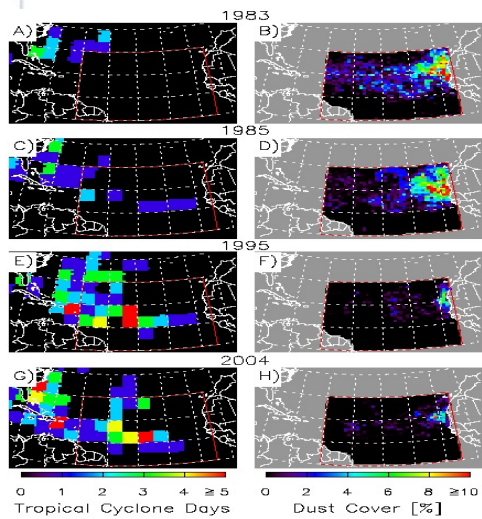 1983
A) B)
1985
C) D)
1995
E) F)
2004
G) H)
0 1 2 3 4 ≥5 0 2 4 6 8 ≥10
Tropical Cyclone Days Dust Cover [%]